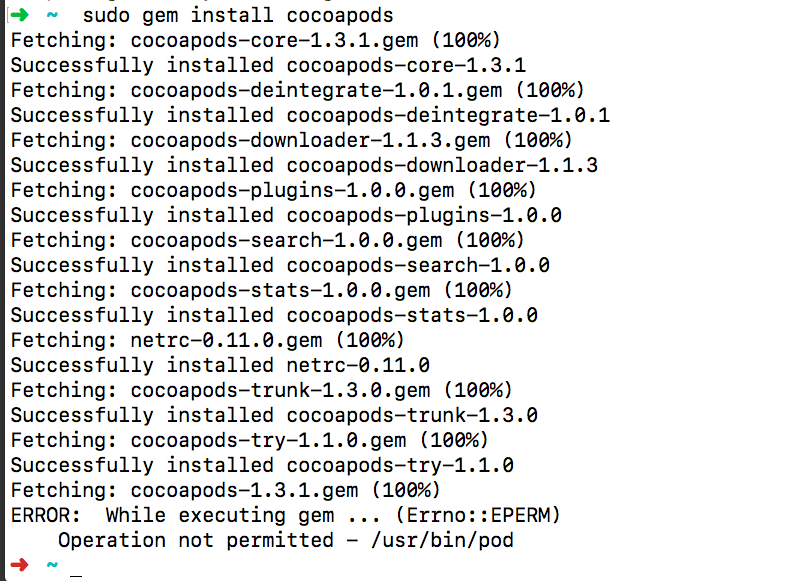 ➜ ~ sudo gem install cocoapods
Fetching: cocoapods-core-1.3.1.gem (100%)
Successfully installed cocoapods-core-1.3.1
Fetching: cocoapods-deintegrate-1.0.1.gem (100%)
Successfully installed cocoapods-deintegrate-1.0.1
Fetching: cocoapods-downloader-1.1.3.gem (100%)
Successfully installed cocoapods-downloader-1.1.3
Fetching: cocoapods-plugins-1.0.0.gem (100%)
Successfully installed cocoapods-plugins-1.0.0
Fetching: cocoapods-search-1.0.0.gem (100%)
Successfully installed cocoapods-search-1.0.0
Fetching: cocoapods-stats-1.0.0.gem (100%)
Successfully installed cocoapods-stats-1.0.0
Fetching: netrc-0.11.0.gem (100%)
Successfully installed netrc-0.11.0
Fetching: cocoapods-trunk-1.3.0.gem (100%)
Successfully installed cocoapods-trunk-1.3.0
Fetching: cocoapods-try-1.1.0.gem (100%)
Successfully installed cocoapods-try-1.1.0
Fetching: cocoapods-1.3.1.gem (100%)
ERROR:  While executing gem ... (Errno::EPERM)
    Operation not permitted - /usr/bin/pod
➜ ~